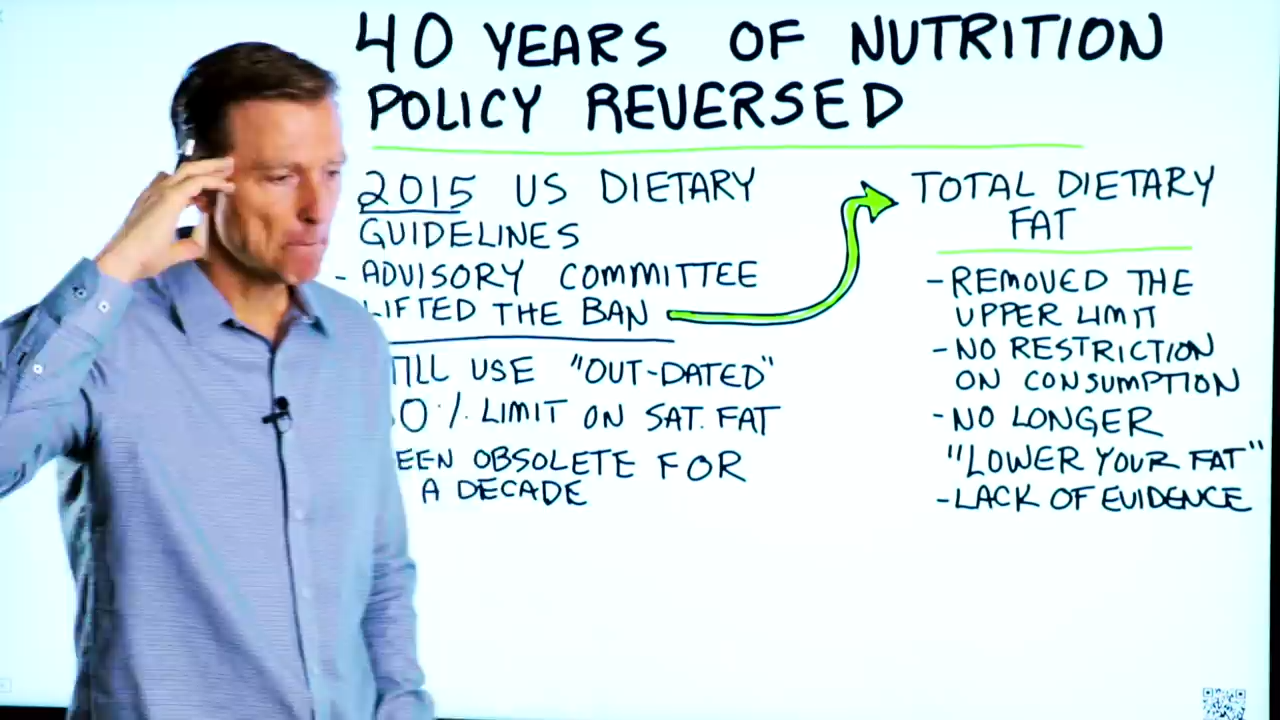 40 YEARS OF NUTRITION
POLICY REVERSED
2015 US DIETARY
GUIDELINES
- ADVISORY COMMITTEE
LIFTED THE BAN
USE "OUT-DATED"
0% LIMIT ON SAT. FAT
OBSOLETE FOR
A DECADE
TOTAL DIETARY
FAT
- REMOVED THE
UPPER LIMIT
- NO RESTRICTION
ON CONSUMPTION
- NO LONGER
"LOWER YOUR FAT"
- LACK OF EVIDENCE